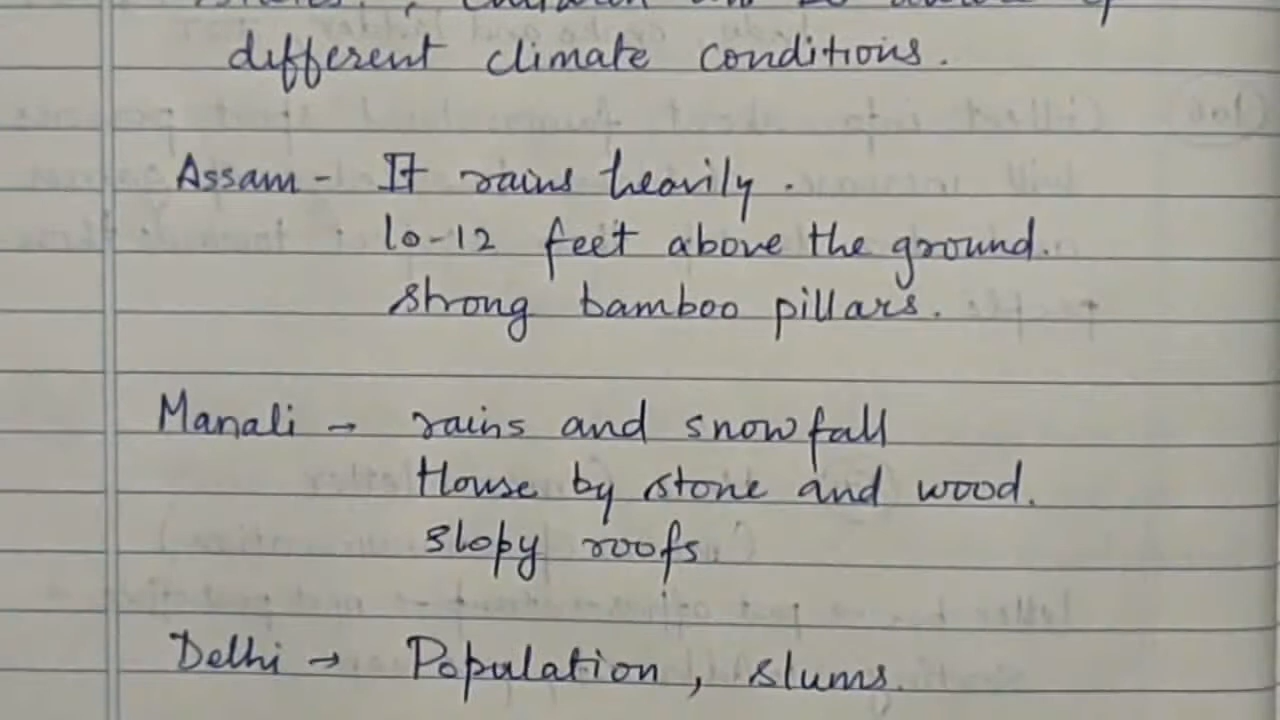 different climate conditions.
Assam - It rains heavily.
10-12 feet above the ground.
Strong bamboo pillars.
Manali → rains and snowfall
House by stone and wood.
Slopy roofs.
Delhi → Population, slums.